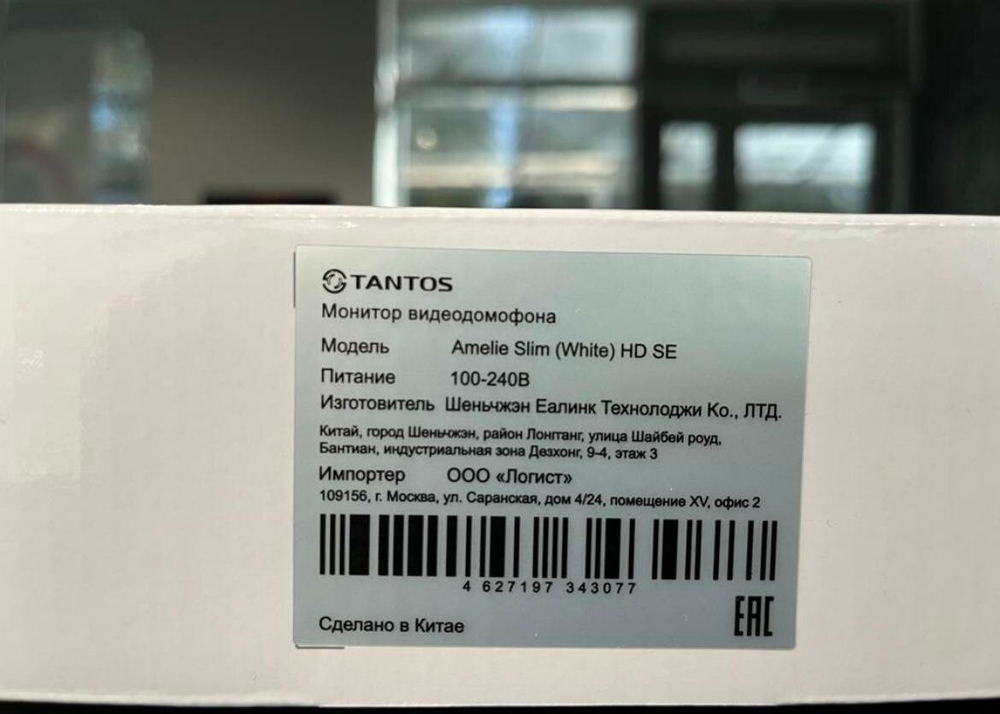 TANTOS
Монитор видеодомофона
Модель Amelie Slim (White) HD SE
Питание 100-240В
Изготовитель Шеньчжэн Еалинк Технолоджи Ко., ЛТД.
Китай, город Шеньчжэн, район Лонгганг, улица Шайбей роуд,
Бантиан, индустриальная зона Дезхонг, 9-4, этаж 3
Импортер ООО «Логист»
109156, г. Москва, ул. Саранская, дом 4/24, помещение XV, офис 2
4 627197 343077
Сделано в Китае
EAC